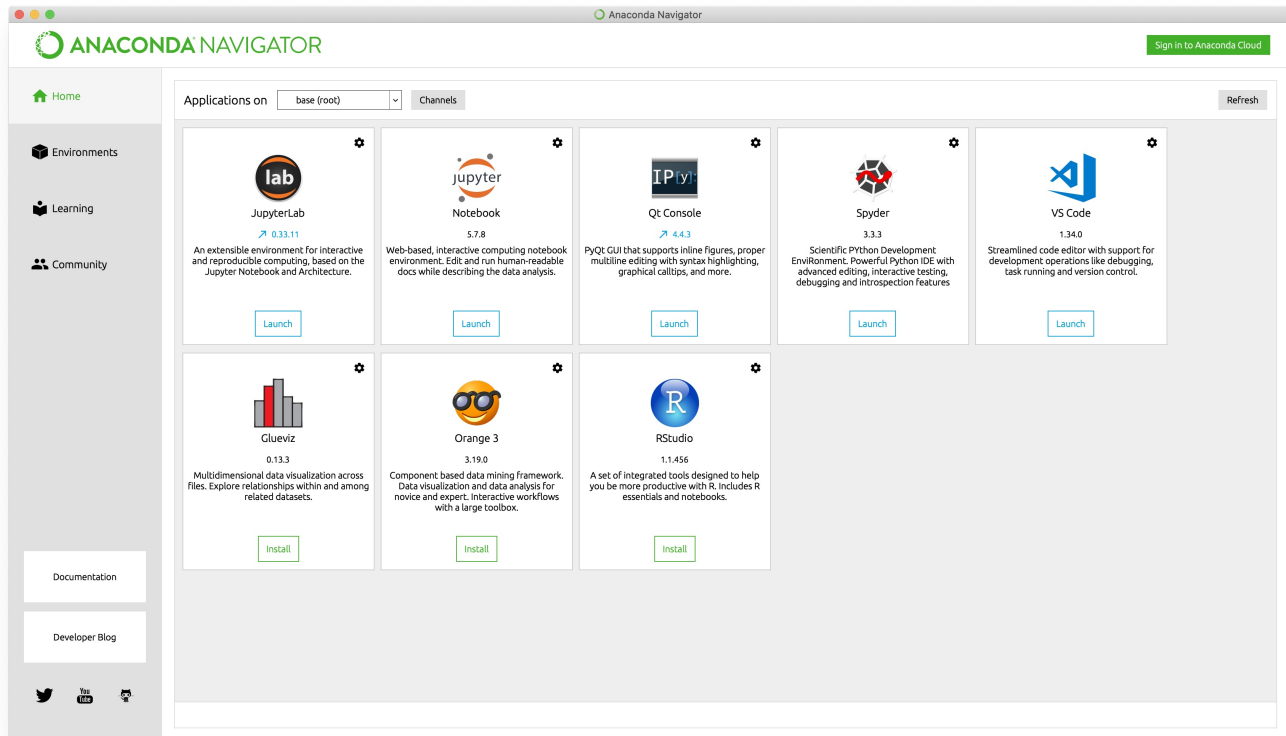 Anaconda Navigator
ANACONDA NAVIGATOR
Sign in to Anaconda Cloud
Home
Environments
Learning
Community
Documentation
Developer Blog
You
Tube
Applications on base (root) Channels Refresh
lab
JupyterLab
0.33.11
An extensible environment for interactive
and reproducible computing, based on the
Jupyter Notebook and Architecture.
Launch
jupyter
Notebook
5.7.8
Web-based, interactive computing notebook
environment. Edit and run human-readable
docs while describing the data analysis.
Launch
IP[y]:
Qt Console
4.4.3
PyQt GUI that supports inline figures, proper
multiline editing with syntax highlighting,
graphical calltips, and more.
Launch
Spyder
3.3.3
Scientific PYthon Development
EnviRonment. Powerful Python IDE with
advanced editing, interactive testing,
debugging and introspection features
Launch
VS Code
1.34.0
Streamlined code editor with support for
development operations like debugging,
task running and version control.
Launch
Glueviz
0.13.3
Multidimensional data visualization across
files. Explore relationships within and among
related datasets.
Install
Orange 3
3.19.0
Component based data mining framework.
Data visualization and data analysis for
novice and expert. Interactive workflows
with a large toolbox.
Install
R
RStudio
1.1.456
A set of integrated tools designed to help
you be more productive with R. Includes R
essentials and notebooks.
Install